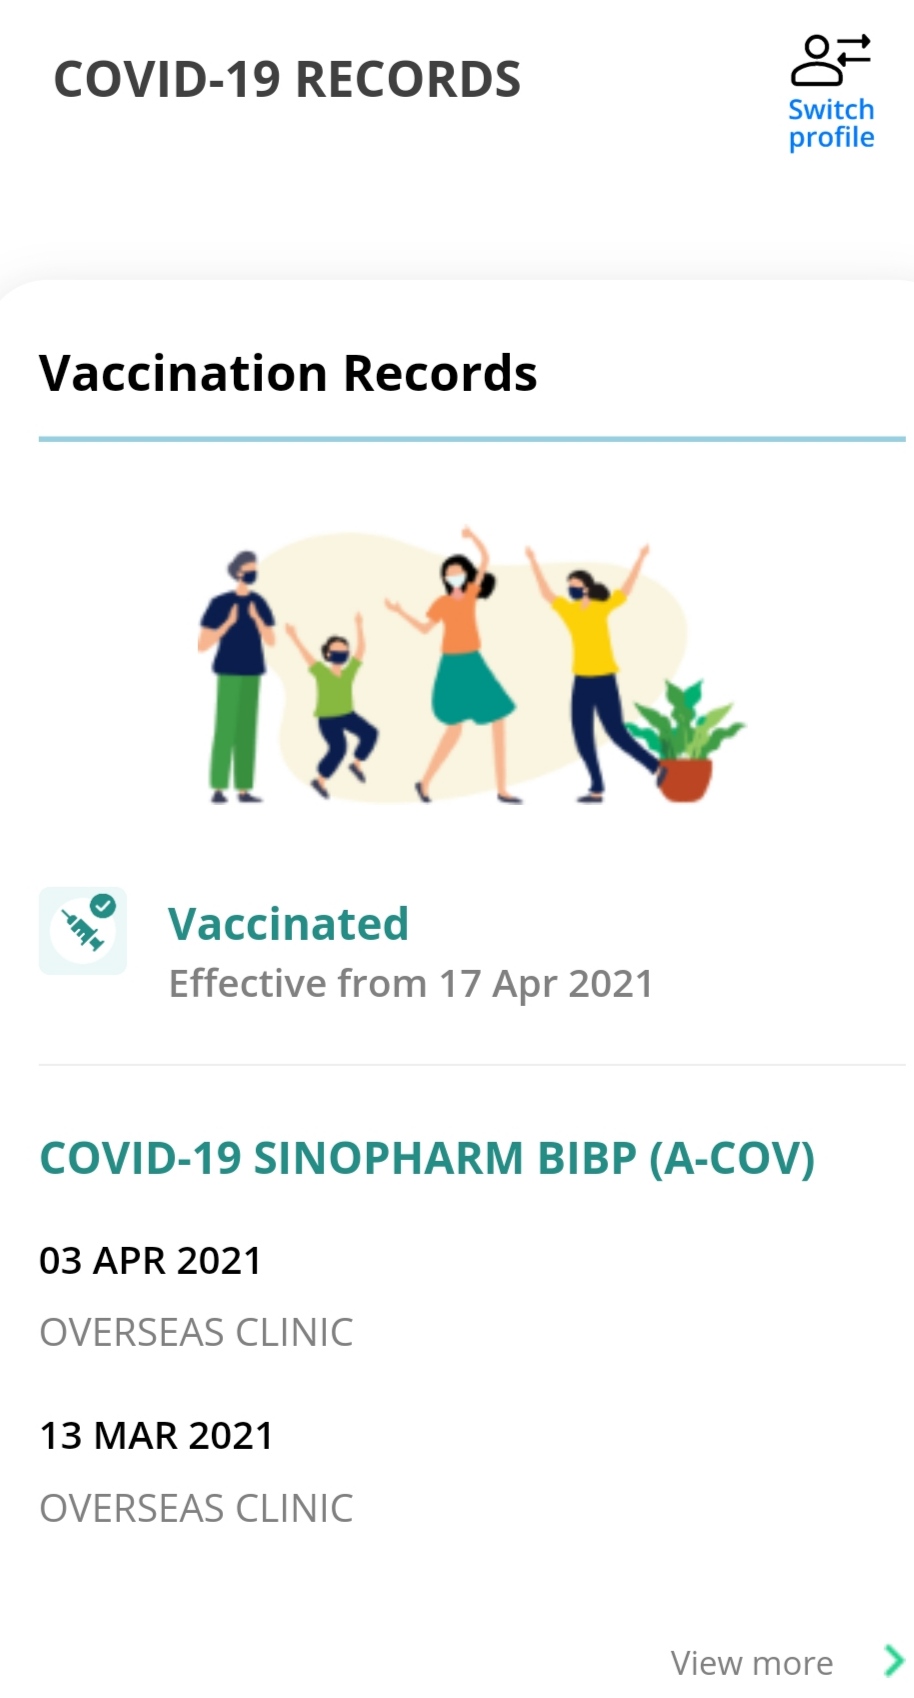 COVID-19 RECORDS
Switch
profile
Vaccination Records
Vaccinated
Effective from 17 Apr 2021
COVID-19 SINOPHARM BIBP (A-COV)
03 APR 2021
OVERSEAS CLINIC
13 MAR 2021
OVERSEAS CLINIC
View more